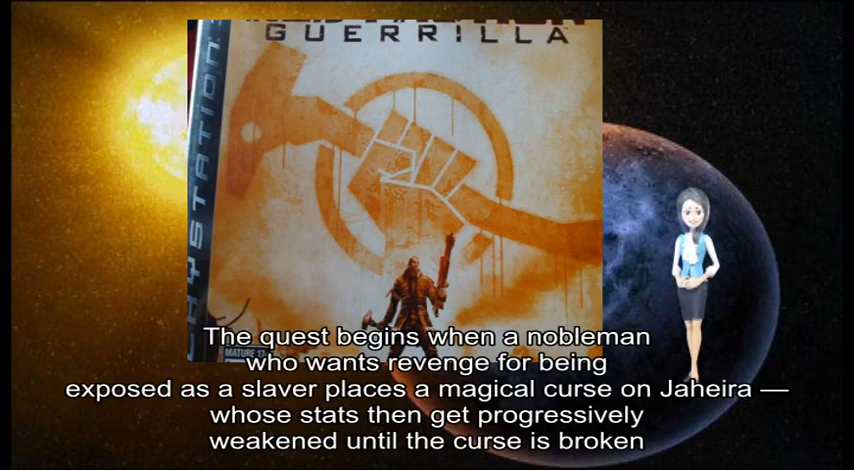 GUERRILLA
PLAYSTATION
MATURE 17
The quest begins when a nobleman
who wants revenge for being
exposed as a slaver places a magical curse on Jaheira —
whose stats then get progressively
weakened until the curse is broken